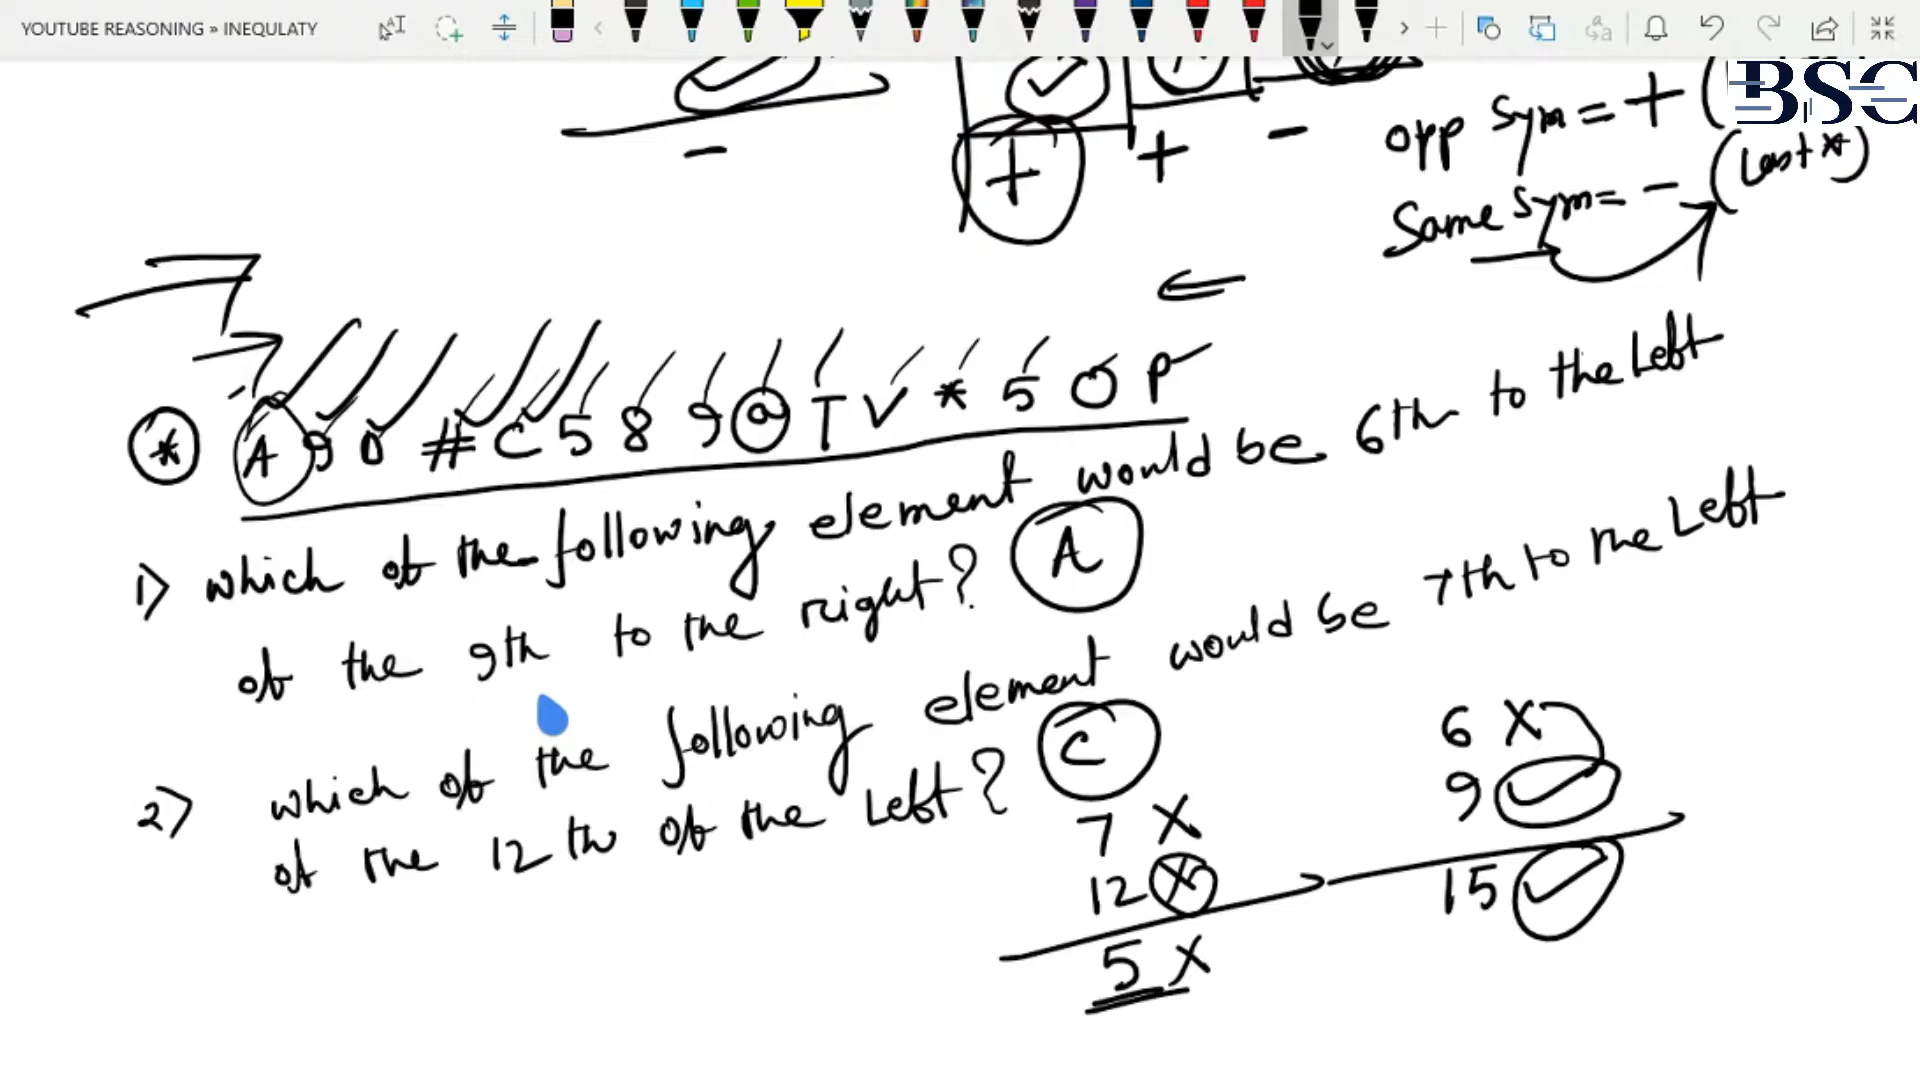 YOUTUBE REASONING » INEQULATY
BSC
opp sym = + (
Same Sym = - (Last *)
- + + -
* A 9 0 # C 5 8 9 @ T V * 5 O P
1) which of the following element would be 6th to the Left
of the 9th to the right? A
2) which of the following element would be 7th to the Left
of the 12th of the Left? C
6 X
9 ✓
15 ✓
7 X
12 X
5 X